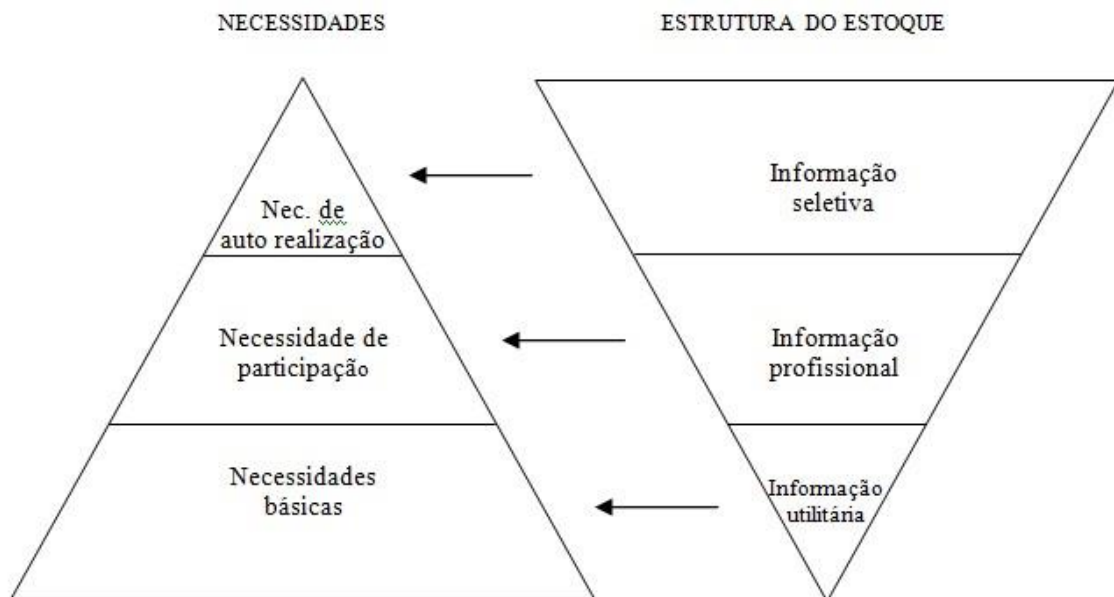 NECESSIDADES
ESTRUTURA DO ESTOQUE
Nec. de
auto realização
Necessidade de
participação
Necessidades
básicas
Informação
seletiva
Informação
profissional
Informação
utilitária